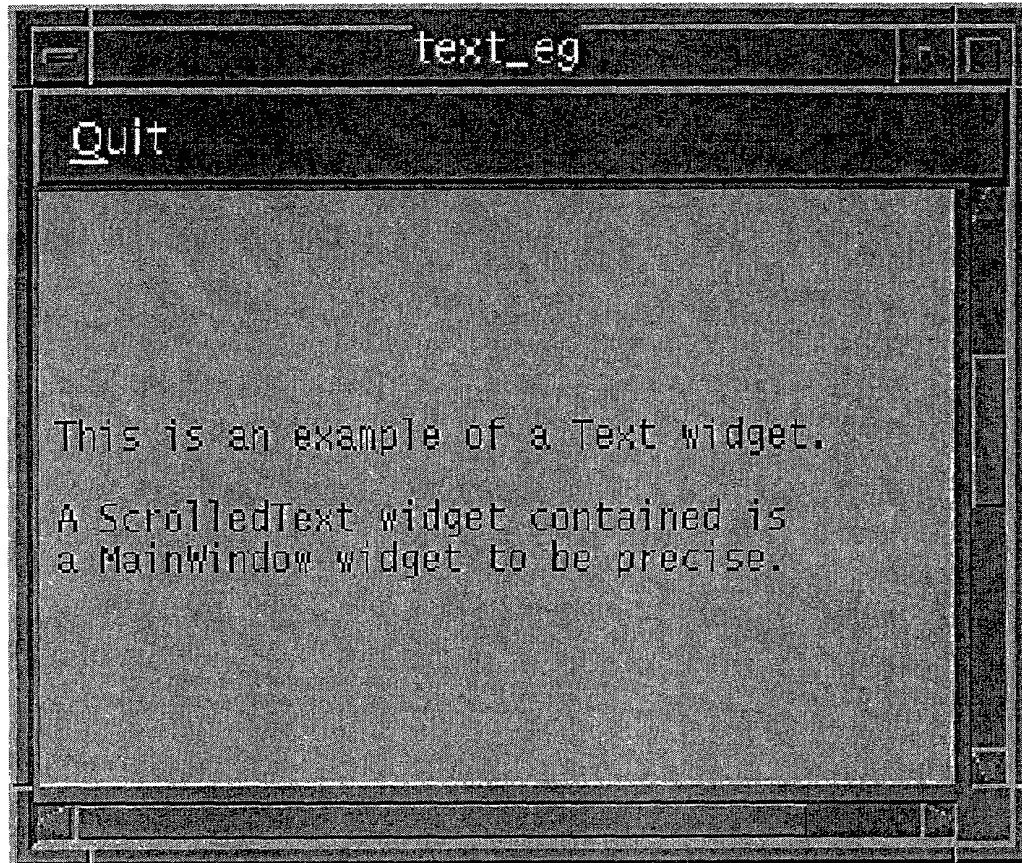 text_eg
Quit
This is an example of a Text widget.
A ScrolledText widget contained is
a MainWindow widget to be precise.